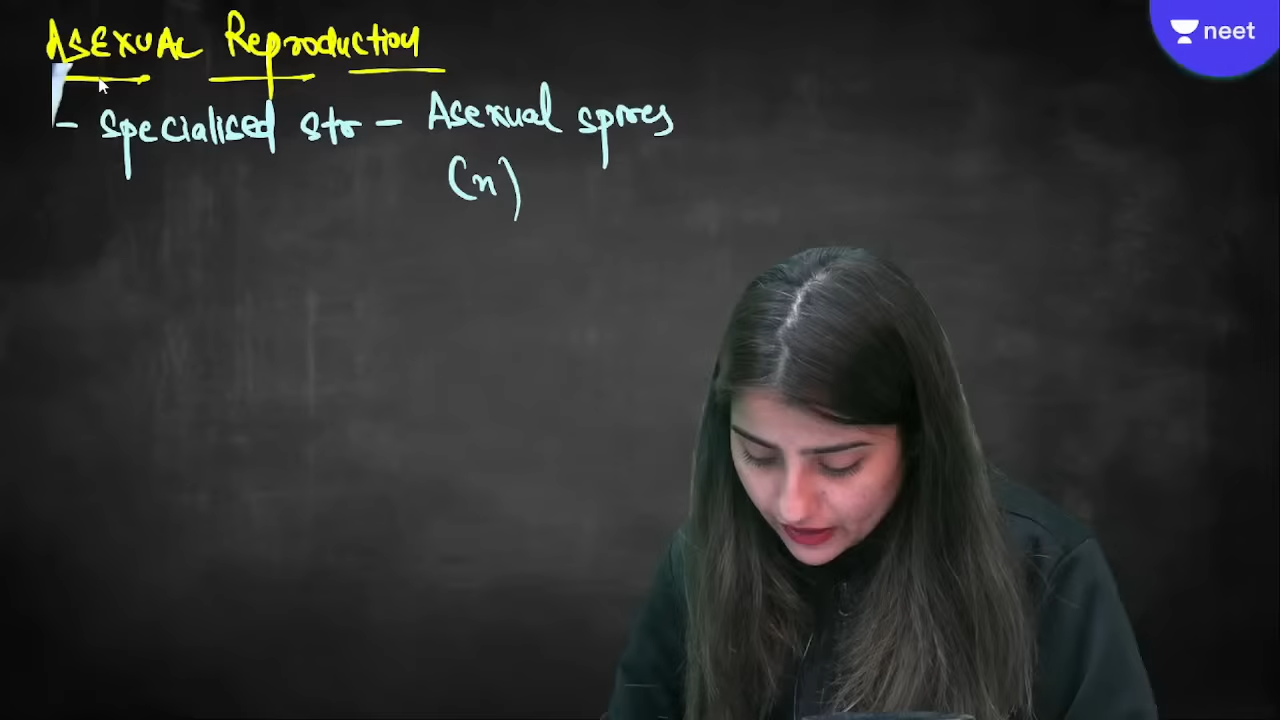 ASEXUAL Reproduction
neet
- Specialised Str - Asexual spores
(n)